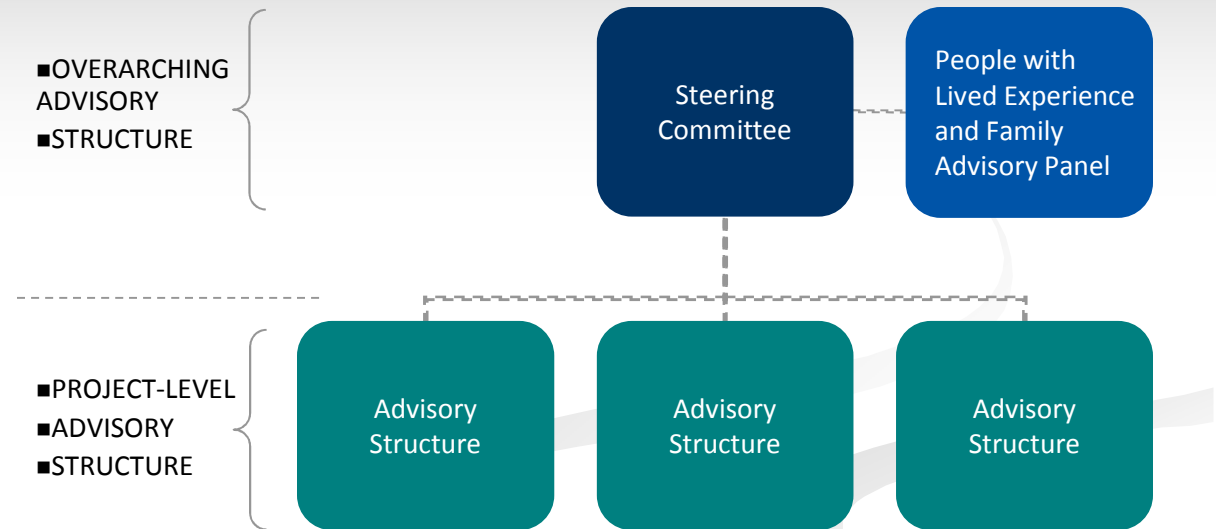 ■OVERARCHING
ADVISORY
■STRUCTURE
Steering
Committee
People with
Lived Experience
and Family
Advisory Panel
■PROJECT-LEVEL
■ADVISORY
■STRUCTURE
Advisory
Structure
Advisory
Structure
Advisory
Structure